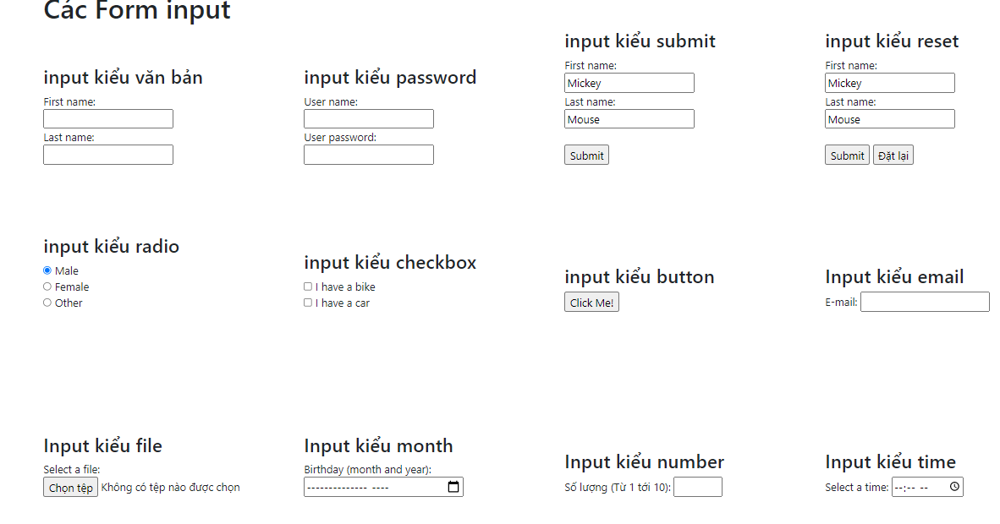 Các Form input
input kiểu văn bản
First name:
Last name:
input kiểu password
User name:
User password:
input kiểu submit
First name:
Mickey
Last name:
Mouse
Submit
input kiểu reset
First name:
Mickey
Last name:
Mouse
Submit Đặt lại
input kiểu radio
Male
Female
Other
input kiểu checkbox
I have a bike
I have a car
input kiểu button
Click Me!
Input kiểu email
E-mail:
Input kiểu file
Select a file:
Chọn tệp Không có tệp nào được chọn
Input kiểu month
Birthday (month and year):
-------------- ----
Input kiểu number
Số lượng (Từ 1 tới 10):
Input kiểu time
Select a time: --:-- --